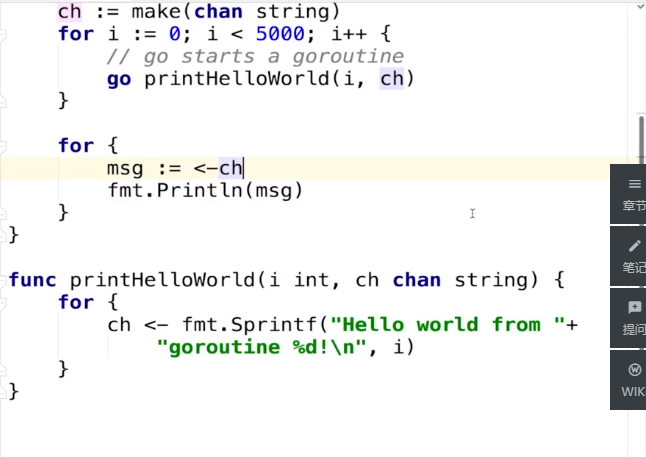 ch := make(chan string)
for i := 0; i < 5000; i++ {
// go starts a goroutine
go printHelloWorld(i, ch)
}
for {
msg := <-ch
fmt.Println(msg)
}
}
func printHelloWorld(i int, ch chan string) {
for {
ch <- fmt.Sprintf("Hello world from "+
"goroutine %d!\n", i)
}
}
章节
笔记
提问
WIK